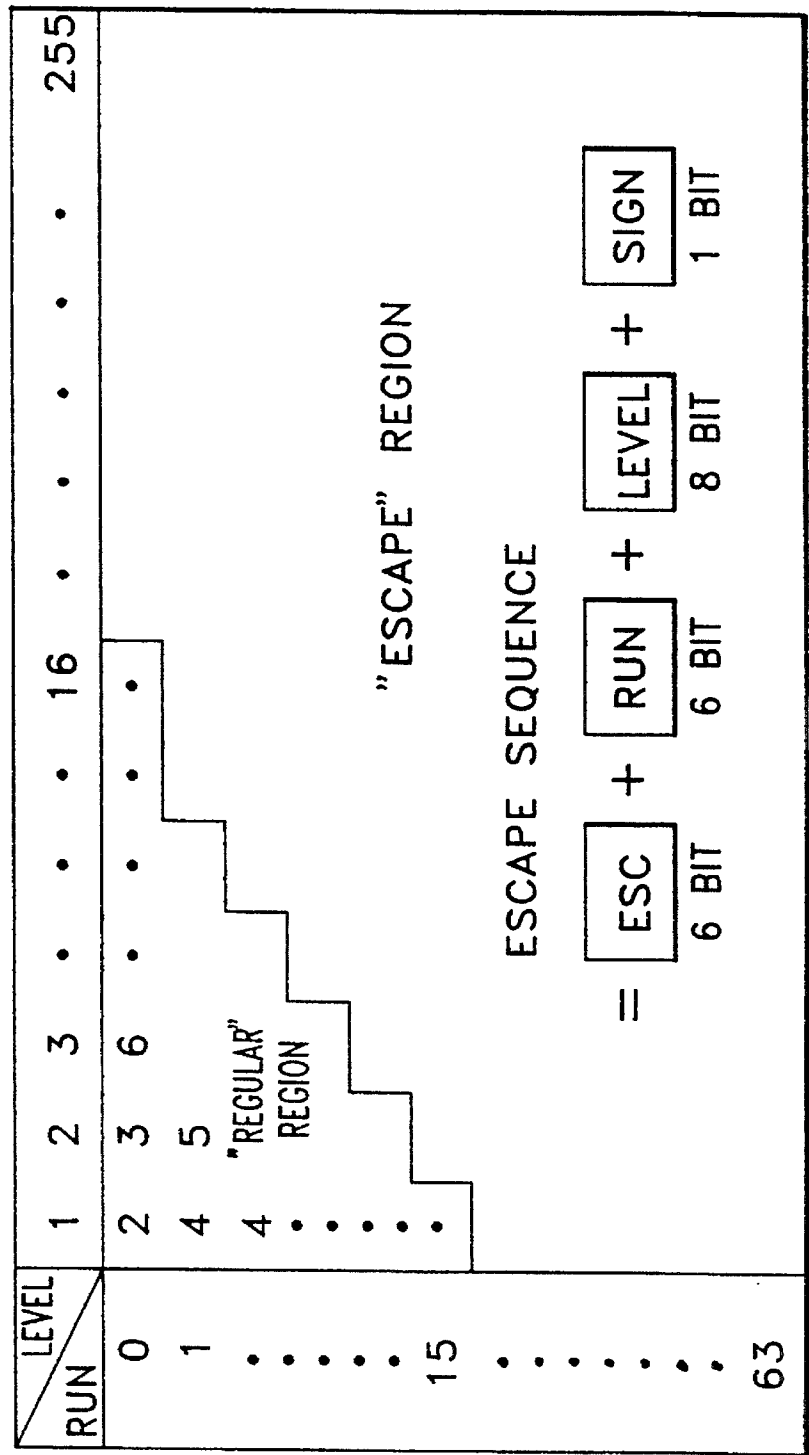 LEVEL 1 2 3 • • • 16 • • • • • 255
RUN
0 2 3 6 • • • •
1 4 5
• 4 "REGULAR"
• • REGION
• •
• •
• •
15 •
"ESCAPE" REGION
•
•
ESCAPE SEQUENCE
•
•
= ESC + RUN + LEVEL + SIGN
•
•
6 BIT 6 BIT 8 BIT 1 BIT
•
63